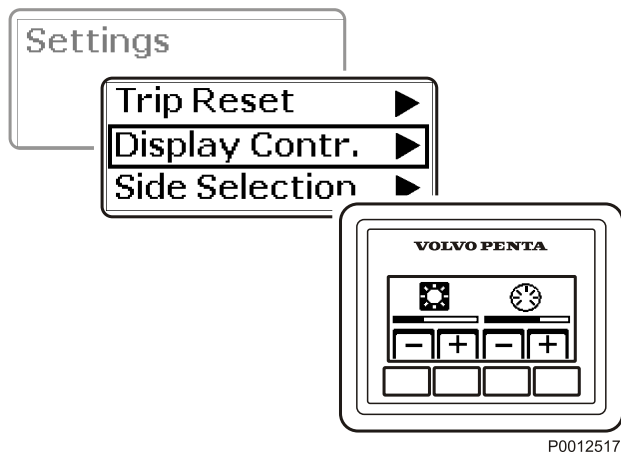 Settings
Trip Reset
Display Contr.
Side Selection
VOLVO PENTA
− + − +
P0012517